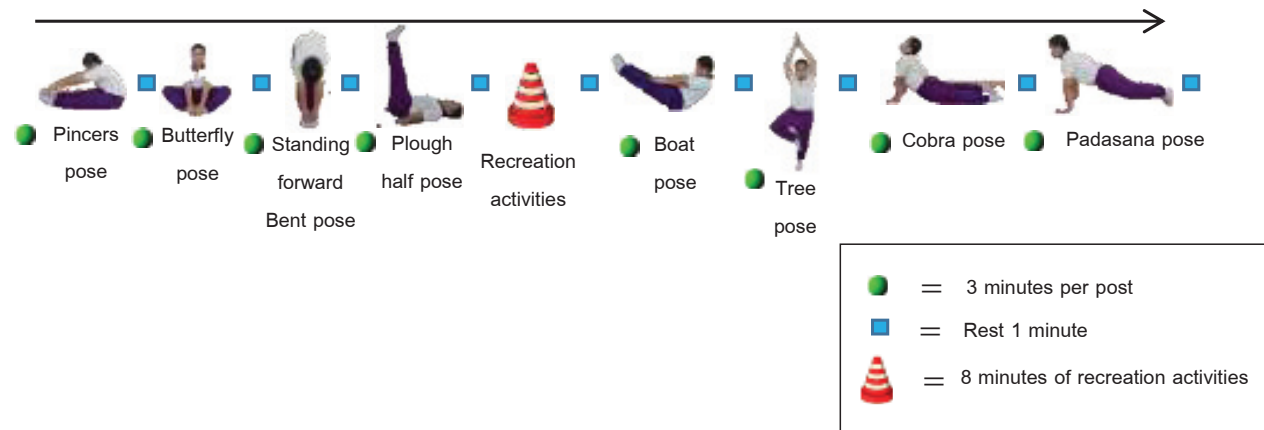 Pincers
pose
Butterfly
pose
Standing
forward
Bent pose
Plough
half pose
Recreation
activities
Boat
pose
Tree
pose
Cobra pose
Padasana pose
= 3 minutes per post
= Rest 1 minute
= 8 minutes of recreation activities